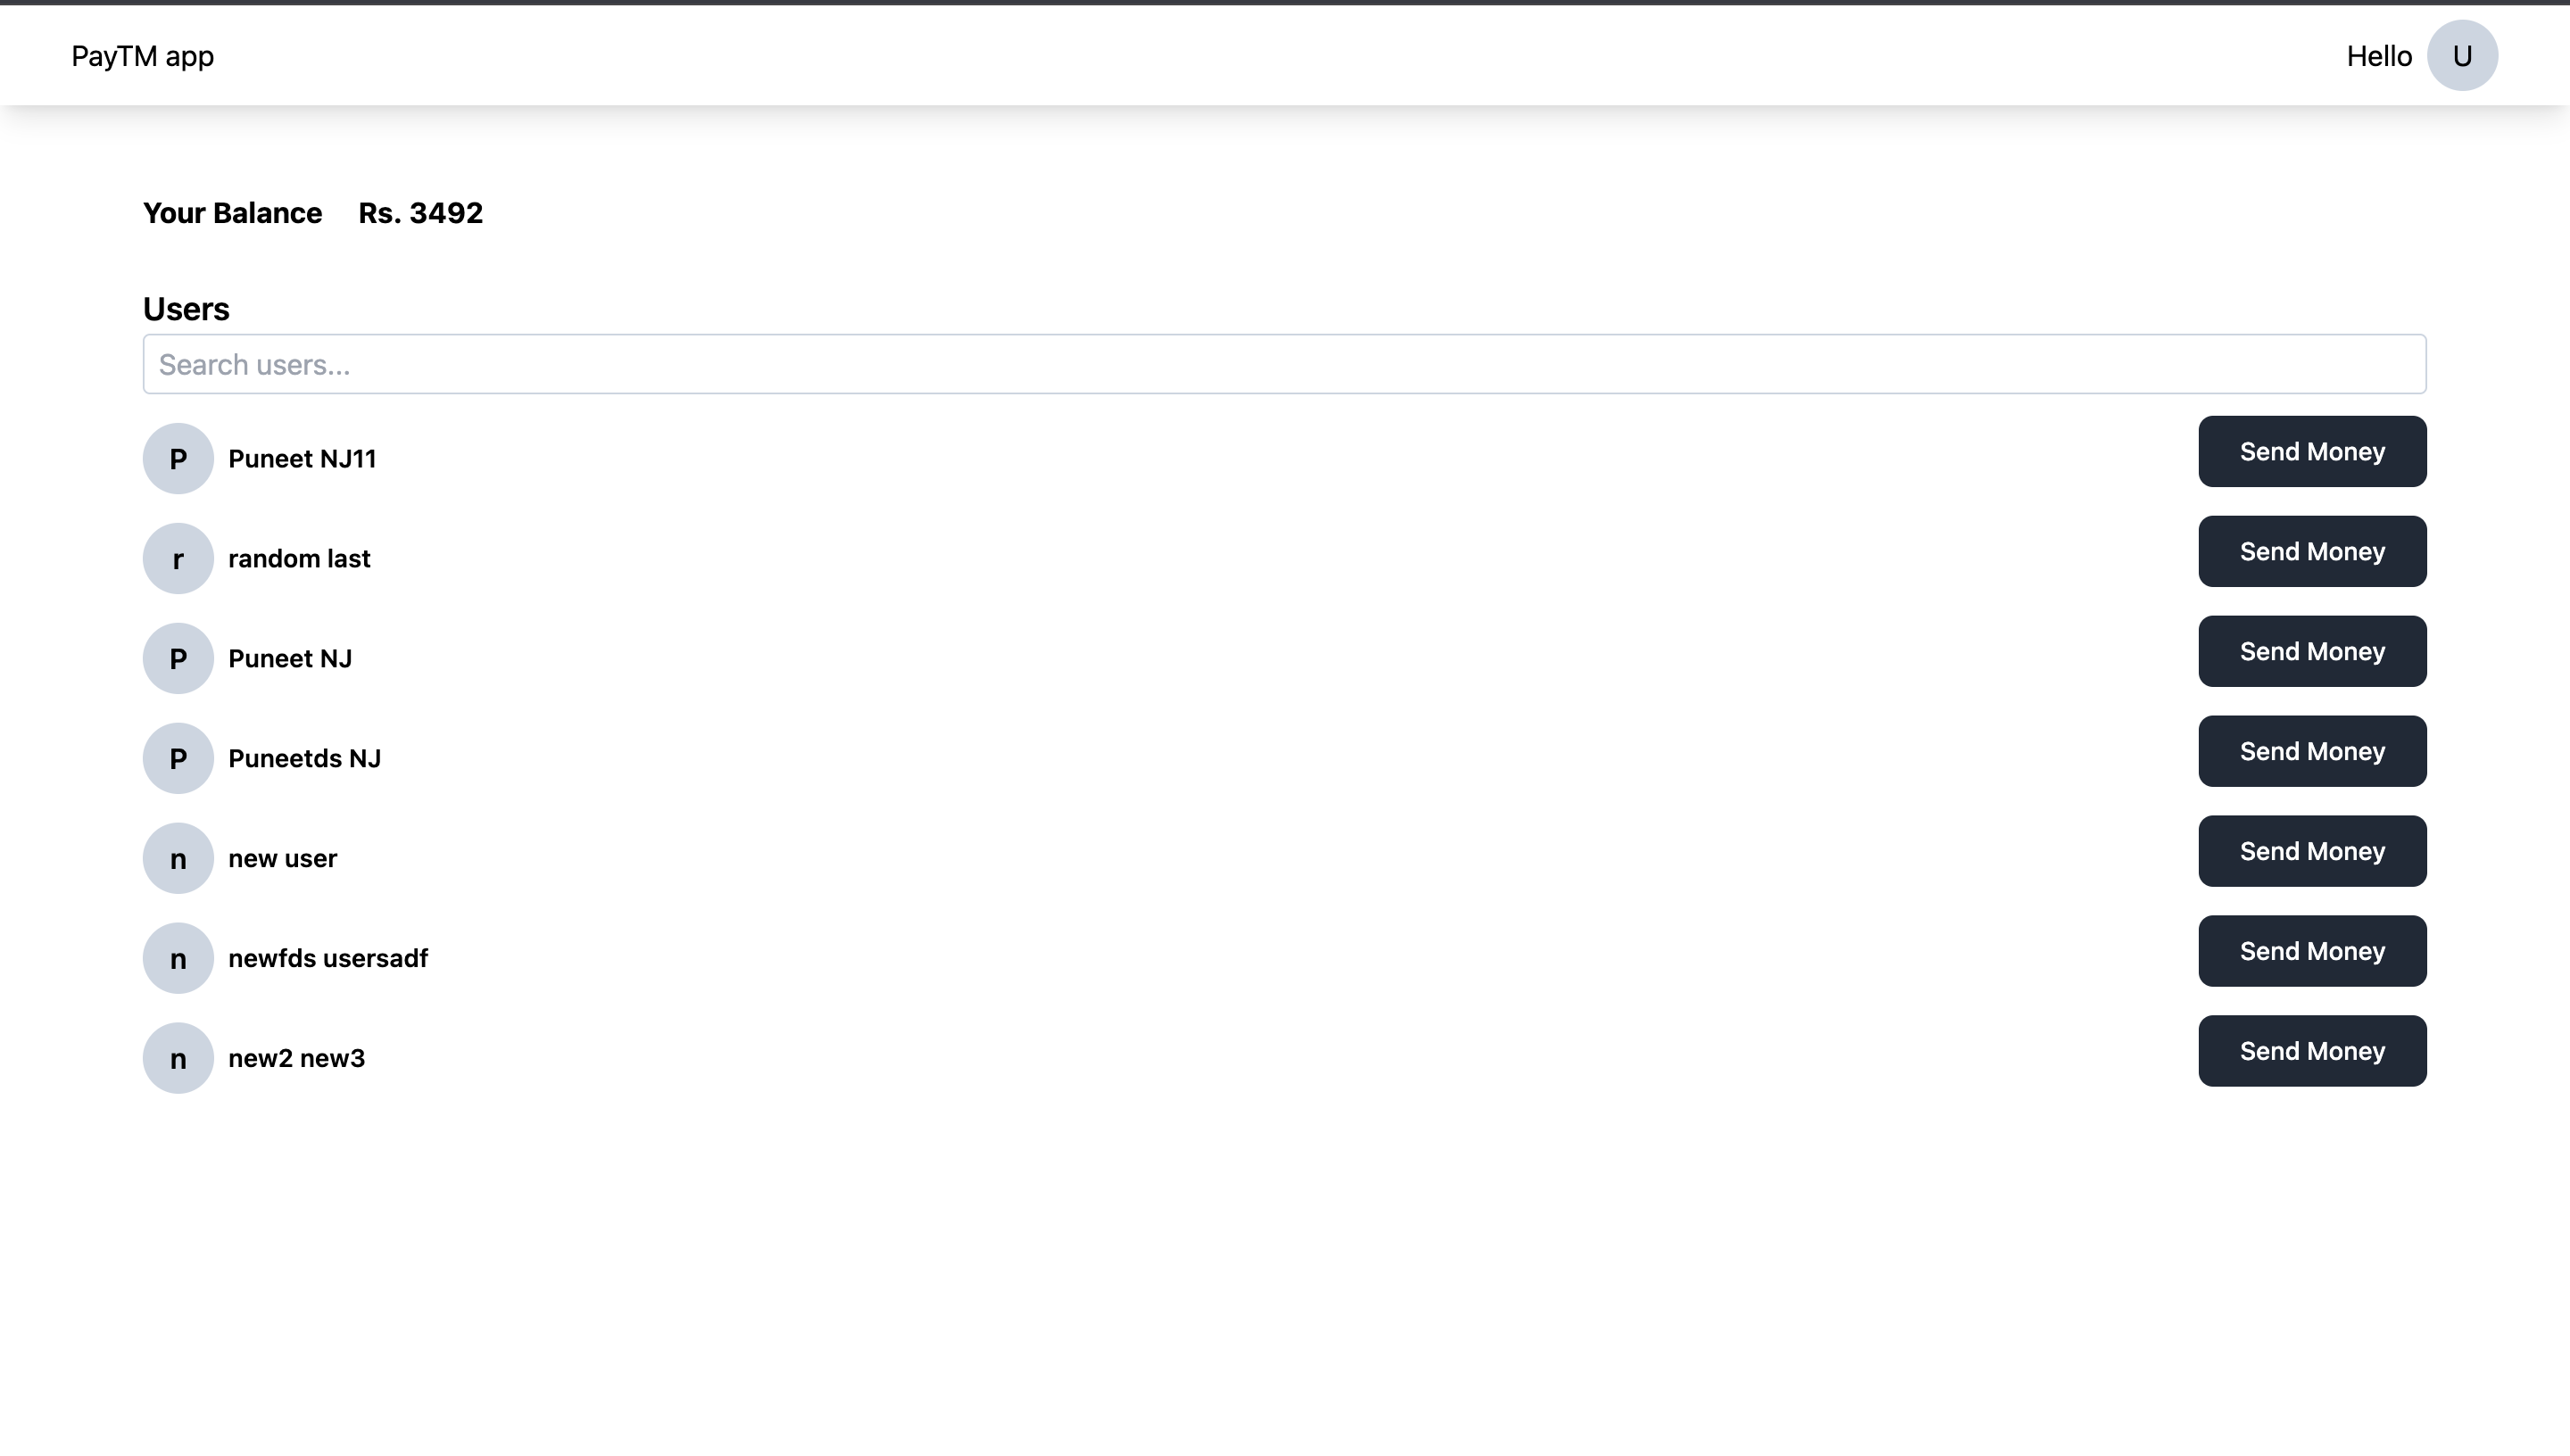 PayTM app Hello U
Your Balance Rs. 3492
Users
Search users...
P Puneet NJ11 Send Money
r random last Send Money
P Puneet NJ Send Money
P Puneetds NJ Send Money
n new user Send Money
n newfds usersadf Send Money
n new2 new3 Send Money